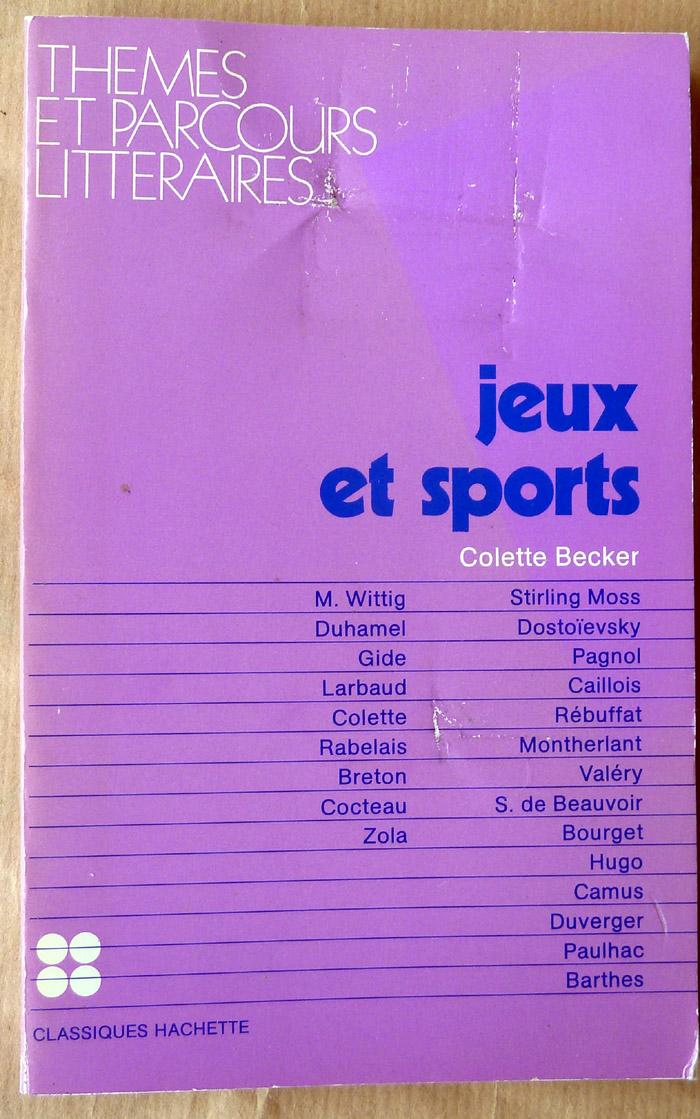 THEMES
ET PARCOURS
LITTERAIRES
jeux
et sports
Colette Becker
M. Wittig
Duhamel
Gide
Larbaud
Colette
Rabelais
Breton
Cocteau
Zola
Stirling Moss
Dostoïevsky
Pagnol
Caillois
Rébuffat
Montherlant
Valéry
S. de Beauvoir
Bourget
Hugo
Camus
Duverger
Paulhac
Barthes
CLASSIQUES HACHETTE